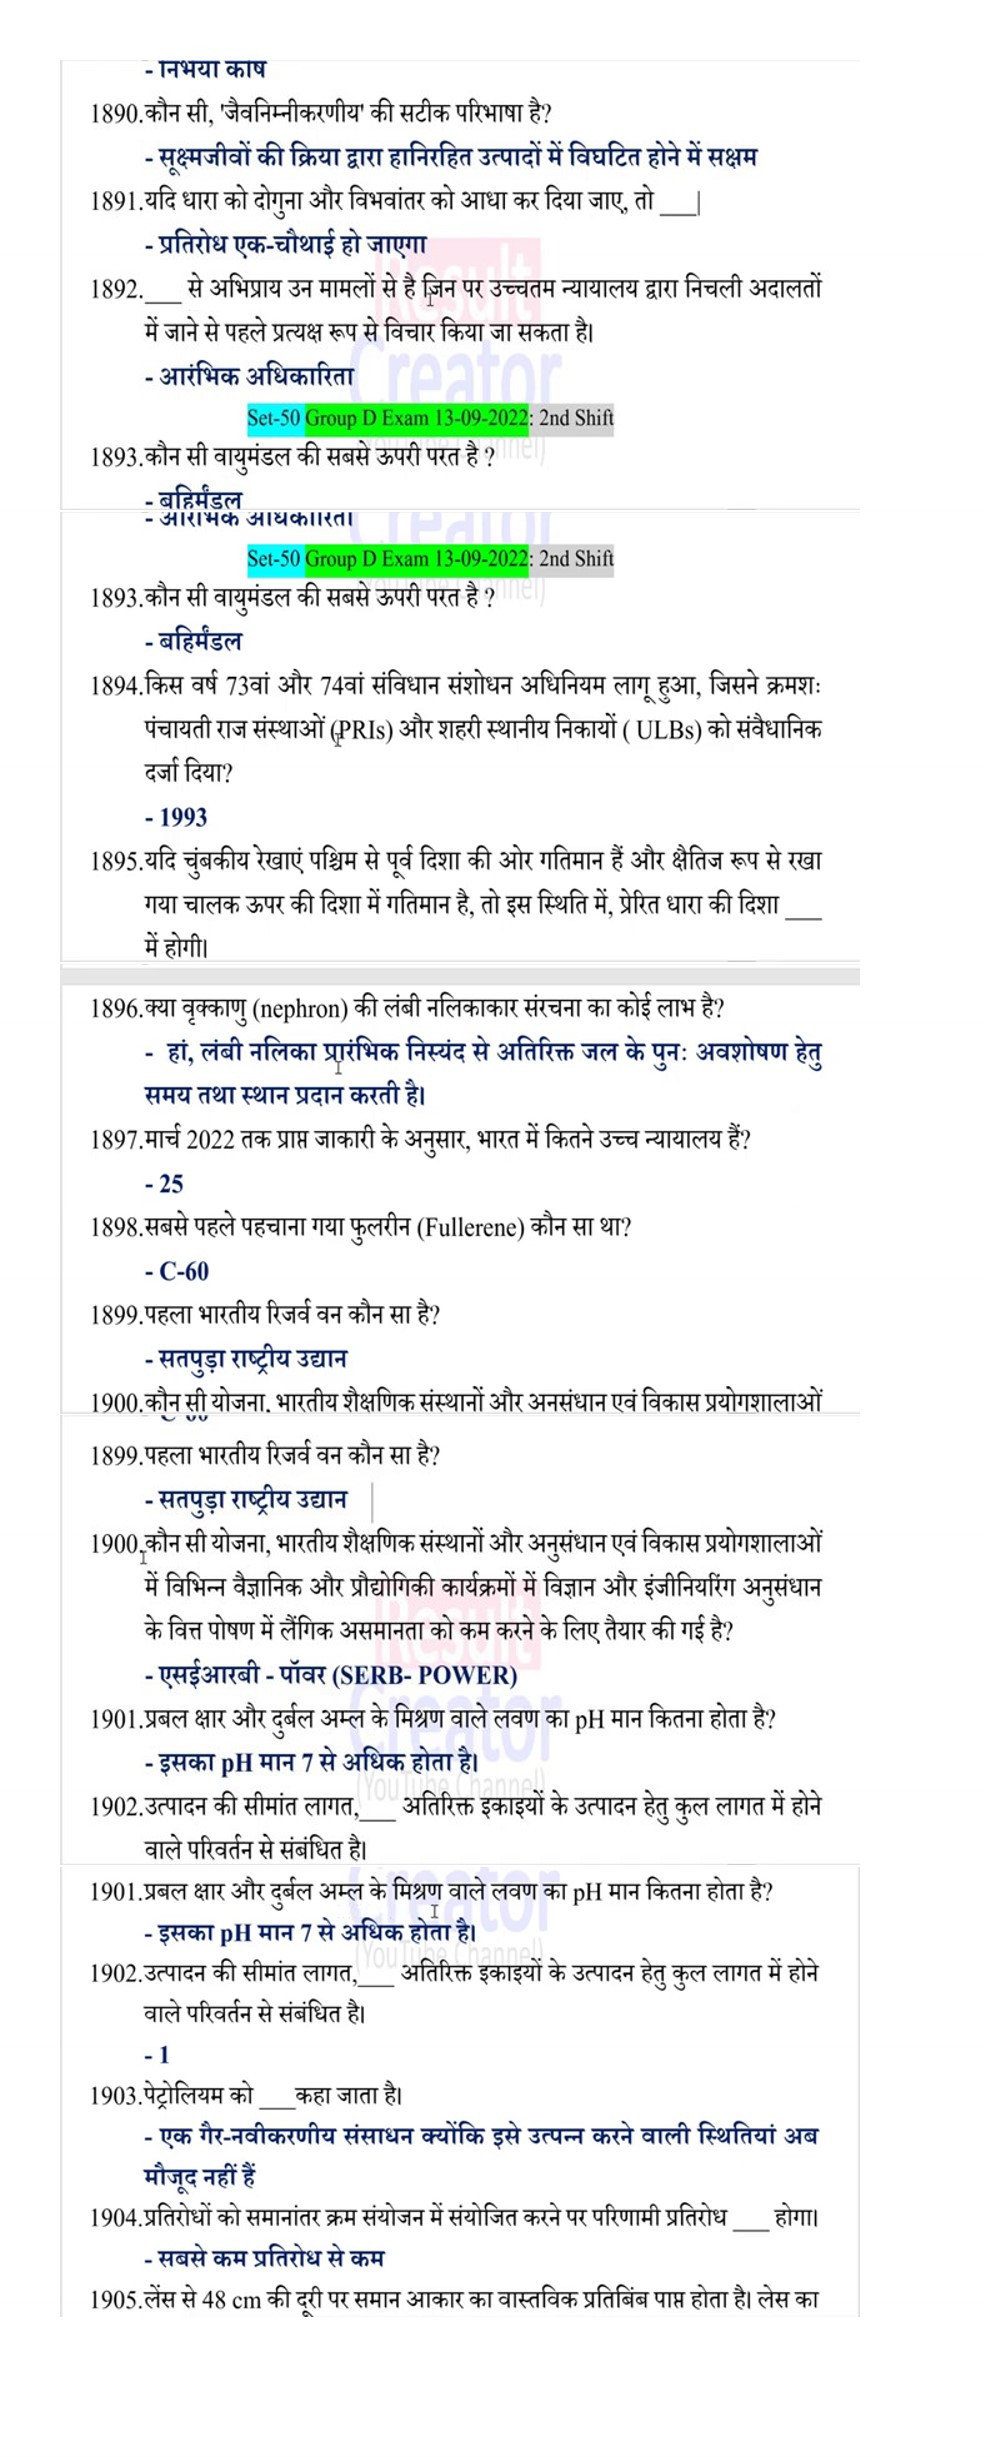 - निर्भया कोष
1890.कौन सी, 'जैवनिम्नीकरणीय' की सटीक परिभाषा है?
- सूक्ष्मजीवों की क्रिया द्वारा हानिरहित उत्पादों में विघटित होने में सक्षम
1891.यदि धारा को दोगुना और विभवांतर को आधा कर दिया जाए, तो ___|
- प्रतिरोध एक-चौथाई हो जाएगा
1892.___ से अभिप्राय उन मामलों से है जिन पर उच्चतम न्यायालय द्वारा निचली अदालतों
में जाने से पहले प्रत्यक्ष रूप से विचार किया जा सकता है।
- आरंभिक अधिकारिता
Set-50 Group D Exam 13-09-2022: 2nd Shift
1893.कौन सी वायुमंडल की सबसे ऊपरी परत है ?
- बहिर्मंडल
- आरंभिक अधिकारिता
Set-50 Group D Exam 13-09-2022: 2nd Shift
1893.कौन सी वायुमंडल की सबसे ऊपरी परत है ?
- बहिर्मंडल
1894.किस वर्ष 73वां और 74वां संविधान संशोधन अधिनियम लागू हुआ, जिसने क्रमशः
पंचायती राज संस्थाओं (PRIs) और शहरी स्थानीय निकायों ( ULBs) को संवैधानिक
दर्जा दिया?
- 1993
1895.यदि चुंबकीय रेखाएं पश्चिम से पूर्व दिशा की ओर गतिमान हैं और क्षैतिज रूप से रखा
गया चालक ऊपर की दिशा में गतिमान है, तो इस स्थिति में, प्रेरित धारा की दिशा ___
में होगी।
1896.क्या वृक्काणु (nephron) की लंबी नलिकाकार संरचना का कोई लाभ है?
- हां, लंबी नलिका प्रारंभिक निस्यंद से अतिरिक्त जल के पुनः अवशोषण हेतु
समय तथा स्थान प्रदान करती है।
1897.मार्च 2022 तक प्राप्त जाकारी के अनुसार, भारत में कितने उच्च न्यायालय हैं?
- 25
1898.सबसे पहले पहचाना गया फुलरीन (Fullerene) कौन सा था?
- C-60
1899.पहला भारतीय रिजर्व वन कौन सा है?
- सतपुड़ा राष्ट्रीय उद्यान
1900.कौन सी योजना, भारतीय शैक्षणिक संस्थानों और अनुसंधान एवं विकास प्रयोगशालाओं
- C-60
1899.पहला भारतीय रिजर्व वन कौन सा है?
- सतपुड़ा राष्ट्रीय उद्यान
1900.कौन सी योजना, भारतीय शैक्षणिक संस्थानों और अनुसंधान एवं विकास प्रयोगशालाओं
में विभिन्न वैज्ञानिक और प्रौद्योगिकी कार्यक्रमों में विज्ञान और इंजीनियरिंग अनुसंधान
के वित्त पोषण में लैंगिक असमानता को कम करने के लिए तैयार की गई है?
- एसईआरबी - पॉवर (SERB- POWER)
1901.प्रबल क्षार और दुर्बल अम्ल के मिश्रण वाले लवण का pH मान कितना होता है?
- इसका pH मान 7 से अधिक होता है।
1902.उत्पादन की सीमांत लागत,___ अतिरिक्त इकाइयों के उत्पादन हेतु कुल लागत में होने
वाले परिवर्तन से संबंधित है।
1901.प्रबल क्षार और दुर्बल अम्ल के मिश्रण वाले लवण का pH मान कितना होता है?
- इसका pH मान 7 से अधिक होता है।
1902.उत्पादन की सीमांत लागत,___ अतिरिक्त इकाइयों के उत्पादन हेतु कुल लागत में होने
वाले परिवर्तन से संबंधित है।
- 1
1903.पेट्रोलियम को ___कहा जाता है।
- एक गैर-नवीकरणीय संसाधन क्योंकि इसे उत्पन्न करने वाली स्थितियां अब
मौजूद नहीं हैं
1904.प्रतिरोधों को समानांतर क्रम संयोजन में संयोजित करने पर परिणामी प्रतिरोध ___ होगा।
- सबसे कम प्रतिरोध से कम
1905.लेंस से 48 cm की दूरी पर समान आकार का वास्तविक प्रतिबिंब पाप्त होता है। लेस का